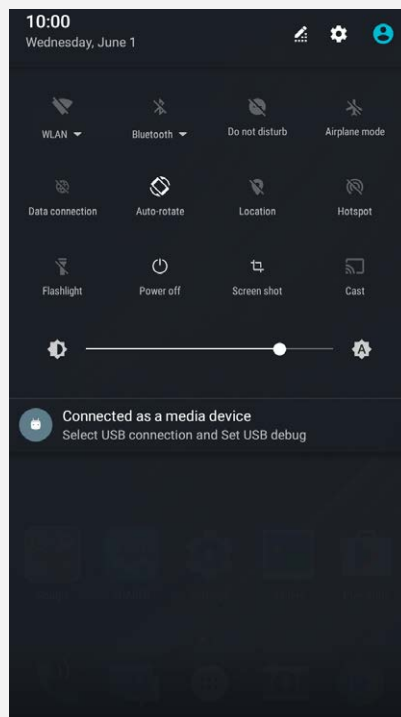 10:00
Wednesday, June 1
WLAN
Bluetooth
Do not disturb
Airplane mode
Data connection
Auto-rotate
Location
Hotspot
Flashlight
Power off
Screen shot
Cast
A
Connected as a media device
Select USB connection and Set USB debug